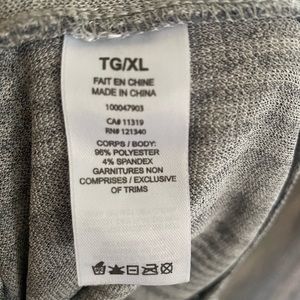 TG/XL
FAIT EN CHINE
MADE IN CHINA
100047903
CA# 11319
RN# 121340
CORPS / BODY:
96% POLYESTER
4% SPANDEX
GARNITURES NON
COMPRISES / EXCLUSIVE
OF TRIMS